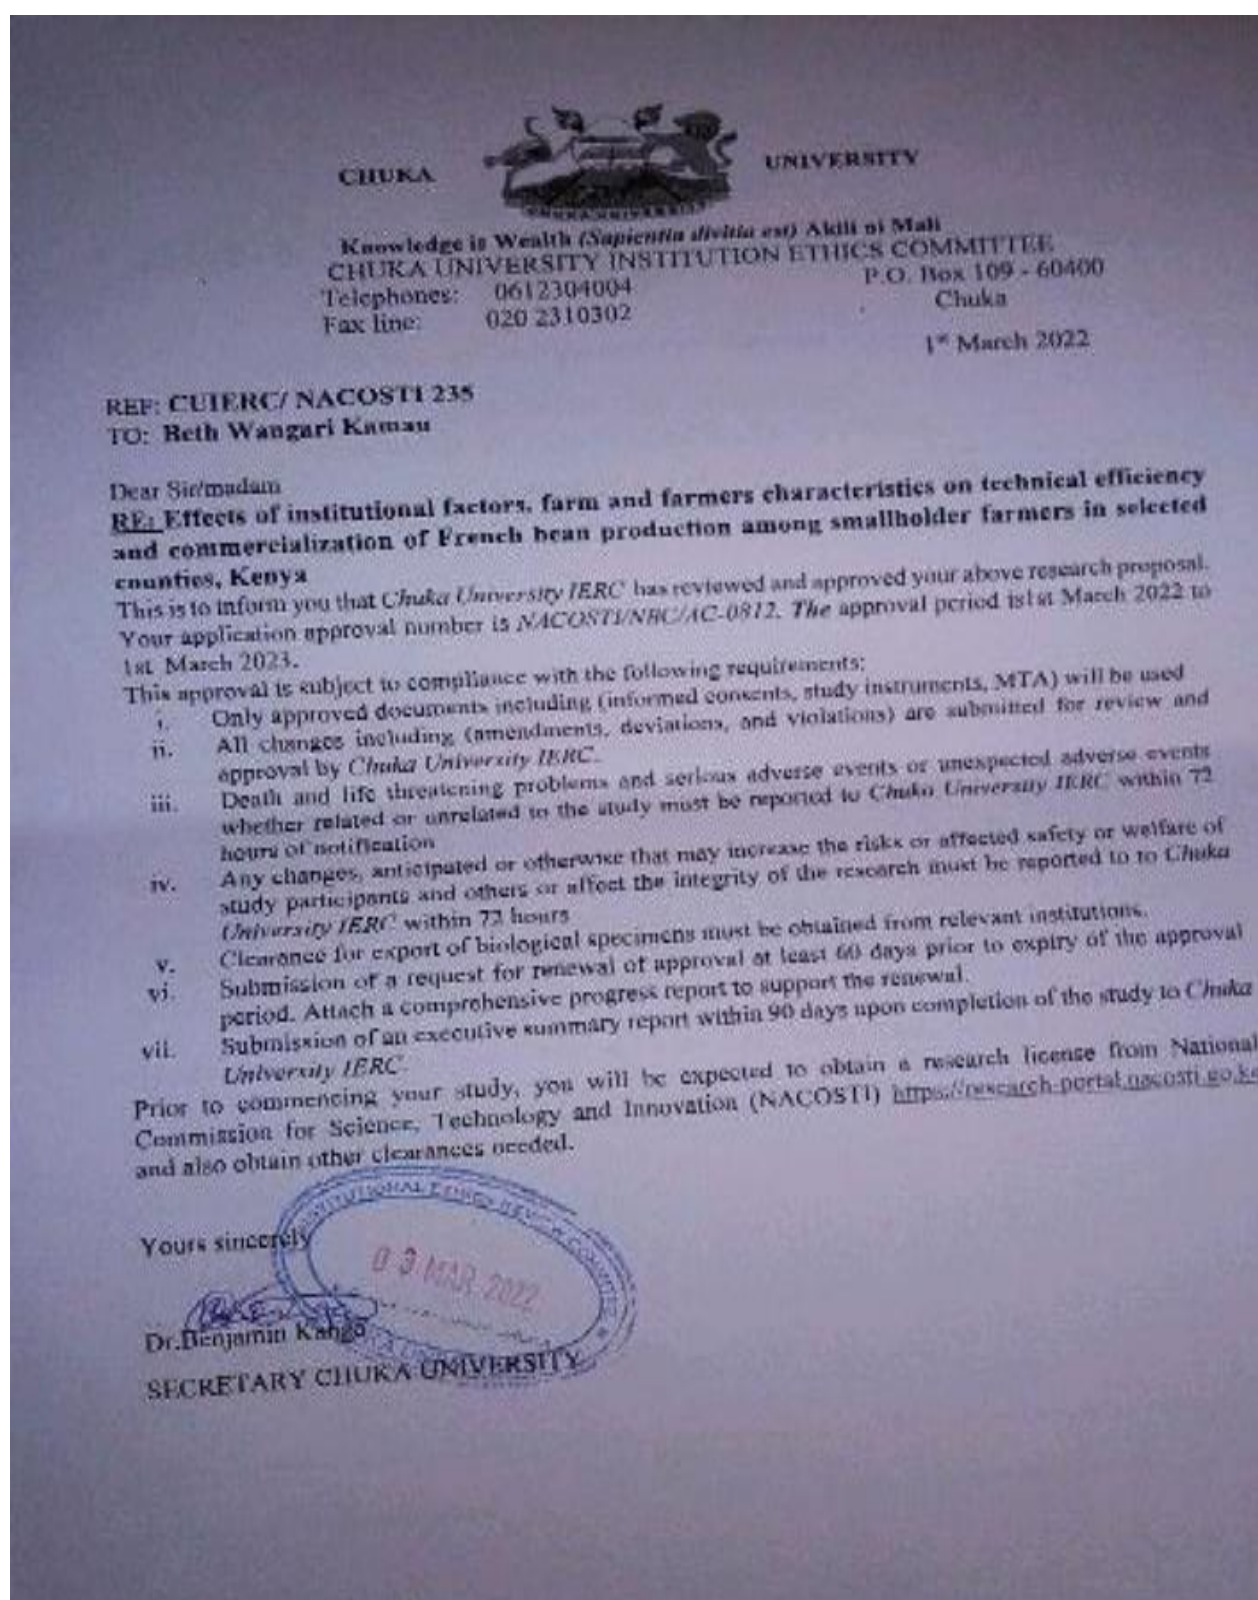 CHUKA UNIVERSITY
CHUKA UNIVERSITY
Knowledge is Wealth (Sapientia divitia est) Akili ni Mali
CHUKA UNIVERSITY INSTITUTION ETHICS COMMITTEE
Telephones: 0612304004 P.O. Box 109 - 60400
Fax line: 020 2310302 Chuka
1st March 2022
REF: CUIERC/ NACOSTI 235
TO: Beth Wangari Kamau
Dear Sir/madam
RE: Effects of institutional factors, farm and farmers characteristics on technical efficiency
and commercialization of French bean production among smallholder farmers in selected
counties, Kenya
This is to inform you that Chuka University IERC has reviewed and approved your above research proposal.
Your application approval number is NACOSTI/NBC/AC-0812. The approval period is1st March 2022 to
1st March 2023.
This approval is subject to compliance with the following requirements;
i. Only approved documents including (informed consents, study instruments, MTA) will be used
ii. All changes including (amendments, deviations, and violations) are submitted for review and
approval by Chuka University IERC.
iii. Death and life threatening problems and serious adverse events or unexpected adverse events
whether related or unrelated to the study must be reported to Chuka University IERC within 72
hours of notification
iv. Any changes, anticipated or otherwise that may increase the risks or affected safety or welfare of
study participants and others or affect the integrity of the research must be reported to to Chuka
University IERC within 72 hours
v. Clearance for export of biological specimens must be obtained from relevant institutions.
vi. Submission of a request for renewal of approval at least 60 days prior to expiry of the approval
period. Attach a comprehensive progress report to support the renewal.
vii. Submission of an executive summary report within 90 days upon completion of the study to Chuka
University IERC.
Prior to commencing your study, you will be expected to obtain a research license from National
Commission for Science, Technology and Innovation (NACOSTI) https://research-portal.nacosti.go.ke
and also obtain other clearances needed.
INSTITUTIONAL ETHICS REVIEW COMMITTEE
Yours sincerely
03 MAR 2022
Dr.Benjamin Kanga
SECRETARY CHUKA UNIVERSITY